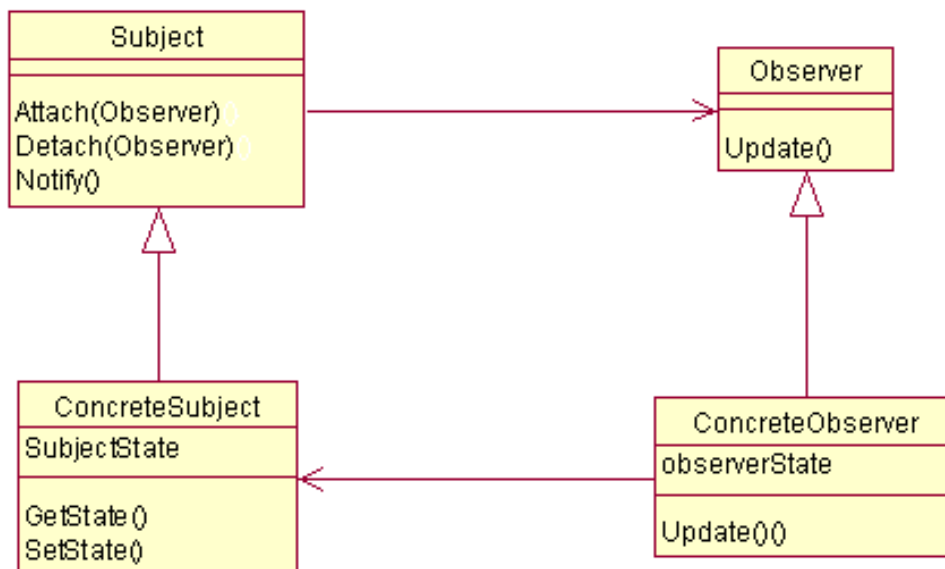 Subject
Attach(Observer)()
Detach(Observer)()
Notify()
Observer
Update()
ConcreteSubject
SubjectState
GetState()
SetState()
ConcreteObserver
observerState
Update()()